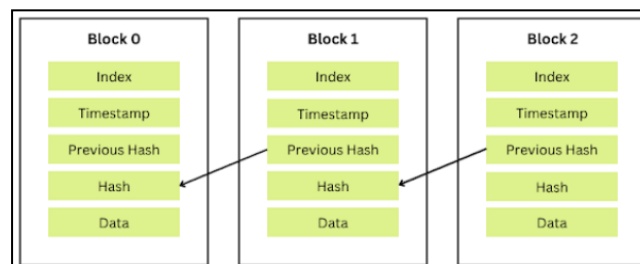 Block 0
Index
Timestamp
Previous Hash
Hash
Data
Block 1
Index
Timestamp
Previous Hash
Hash
Data
Block 2
Index
Timestamp
Previous Hash
Hash
Data